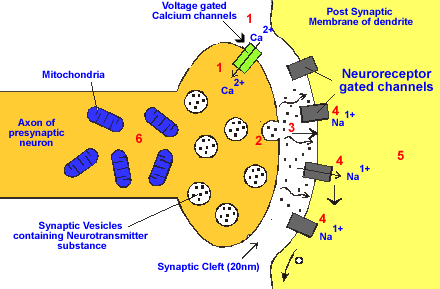 Voltage gated
Calcium channels
1
Ca2+
1
Ca2+
Post Synaptic
Membrane of dendrite
Neuroreceptor
gated channels
Mitochondria
Axon of
presynaptic
neuron
6
2
3
4
Na1+
5
4
Na1+
4
Na1+
Synaptic Vesicles
containing Neurotransmitter
substance
Synaptic Cleft (20nm)